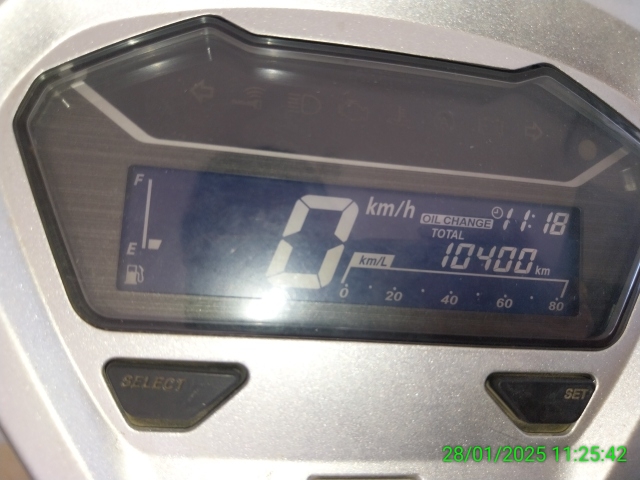 F
km/h
OIL CHANGE 11:18
TOTAL
10400 km
E
km/L
0 20 40 60 80
SELECT
SET
28/01/2025 11:25:42